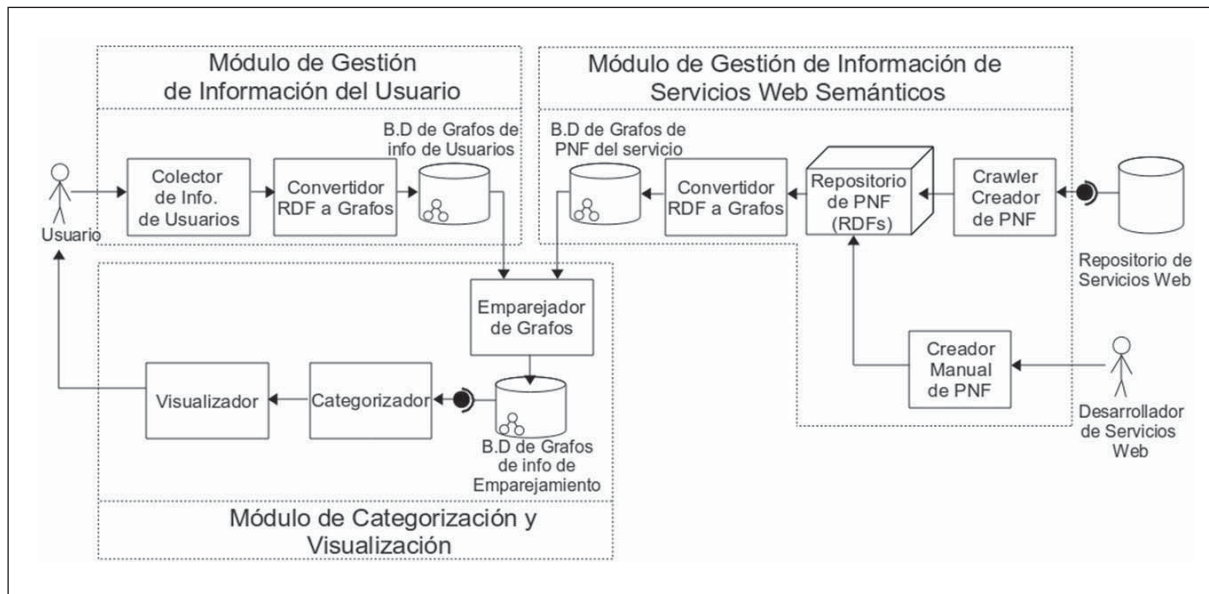 Módulo de Gestión
de Información del Usuario
Módulo de Gestión de Información de
Servicios Web Semánticos
B.D de Grafos de
info de Usuarios
B.D de Grafos de
PNF del servicio
Usuario
Colector
de Info.
de Usuarios
Convertidor
RDF a Grafos
Convertidor
RDF a Grafos
Repositorio
de PNF
(RDFs)
Crawler
Creador
de PNF
Repositorio de
Servicios Web
Emparejador
de Grafos
Creador
Manual
de PNF
Desarrollador
de Servicios
Web
Visualizador
Categorizador
B.D de Grafos
de info de
Emparejamiento
Módulo de Categorización y
Visualización